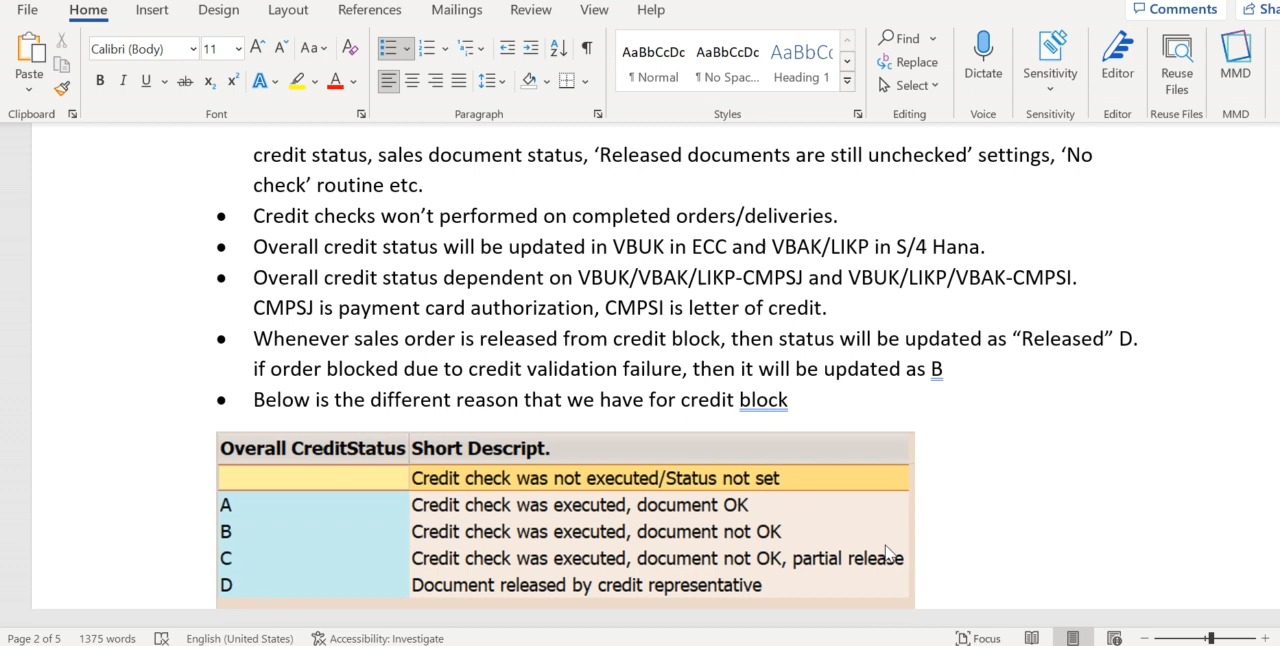 File Home Insert Design Layout References Mailings Review View Help Comments Sha
Calibri (Body) 11 Aa
Paste
B I U ab x₂ x² A A
AaBbCcDc AaBbCcDc AaBbCc
¶ Normal ¶ No Spac... Heading 1
Find
Replace
Select
Dictate
Sensitivity
Editor
Reuse
Files
MMD
Clipboard Font Paragraph Styles Editing Voice Sensitivity Editor Reuse Files MMD
credit status, sales document status, ‘Released documents are still unchecked’ settings, ‘No
check’ routine etc.
• Credit checks won’t performed on completed orders/deliveries.
• Overall credit status will be updated in VBUK in ECC and VBAK/LIKP in S/4 Hana.
• Overall credit status dependent on VBUK/VBAK/LIKP-CMPSJ and VBUK/LIKP/VBAK-CMPSI.
CMPSJ is payment card authorization, CMPSI is letter of credit.
• Whenever sales order is released from credit block, then status will be updated as “Released” D.
if order blocked due to credit validation failure, then it will be updated as B
• Below is the different reason that we have for credit block
Overall CreditStatus Short Descript.
Credit check was not executed/Status not set
A Credit check was executed, document OK
B Credit check was executed, document not OK
C Credit check was executed, document not OK, partial release
D Document released by credit representative
Page 2 of 5 1375 words English (United States) Accessibility: Investigate Focus